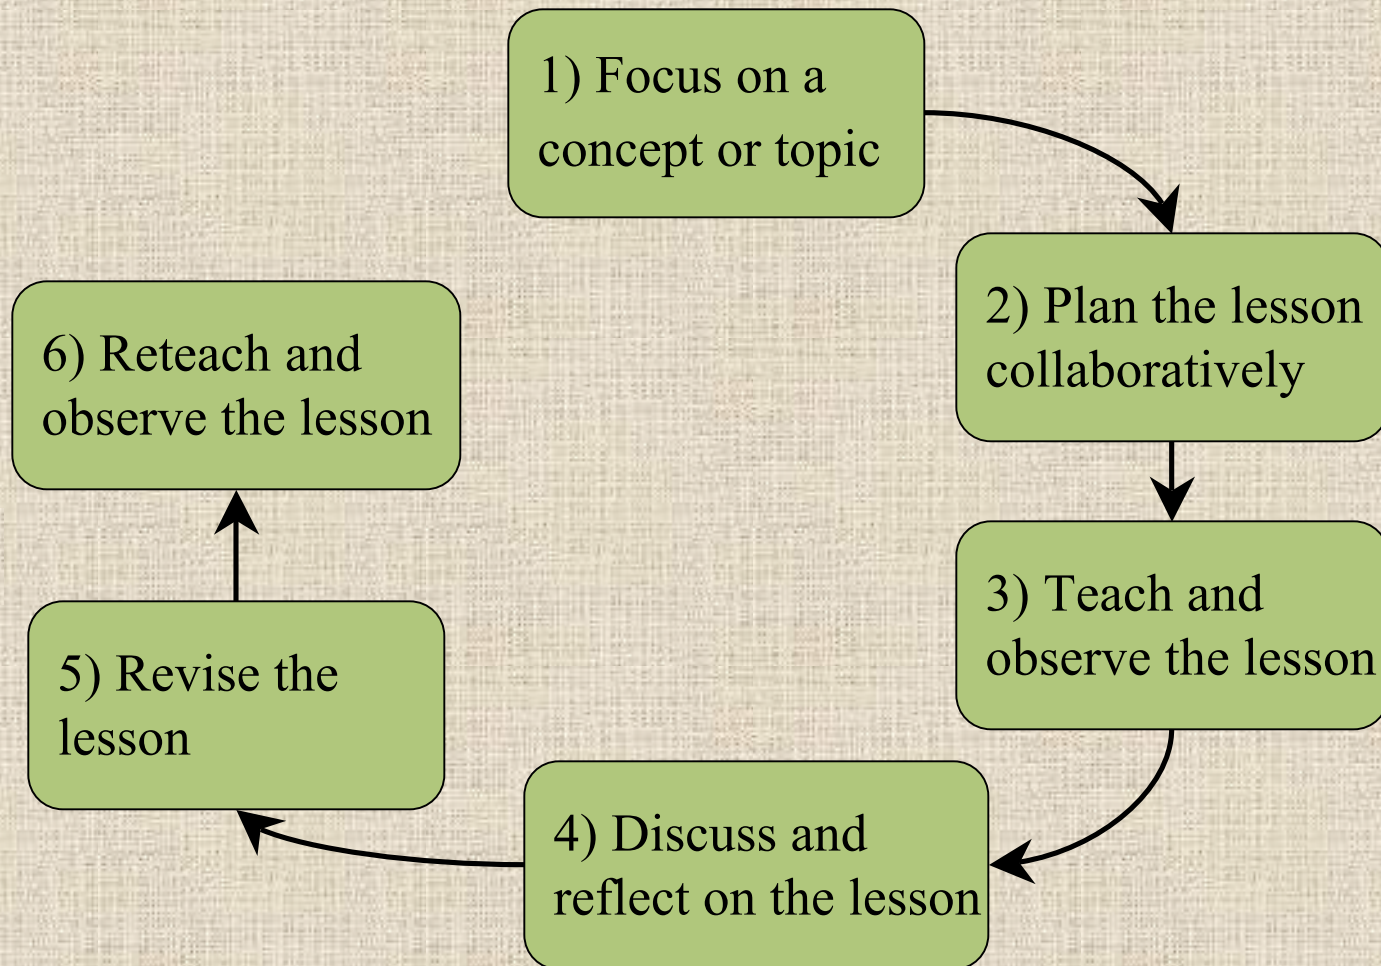 1) Focus on a
concept or topic
2) Plan the lesson
collaboratively
3) Teach and
observe the lesson
4) Discuss and
reflect on the lesson
5) Revise the
lesson
6) Reteach and
observe the lesson